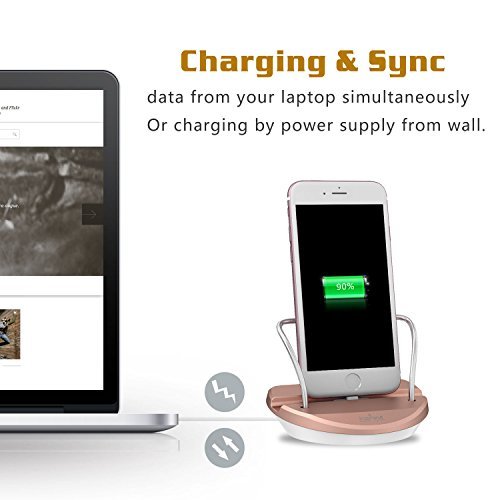 Charging & Sync
data from your laptop simultaneously
Or charging by power supply from wall.
90%